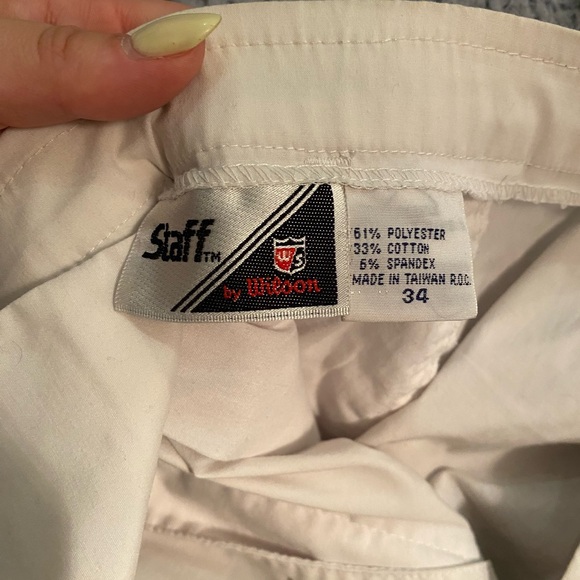 Staff TM
WS
by Wilson
61% POLYESTER
33% COTTON
6% SPANDEX
MADE IN TAIWAN R.O.C.
34